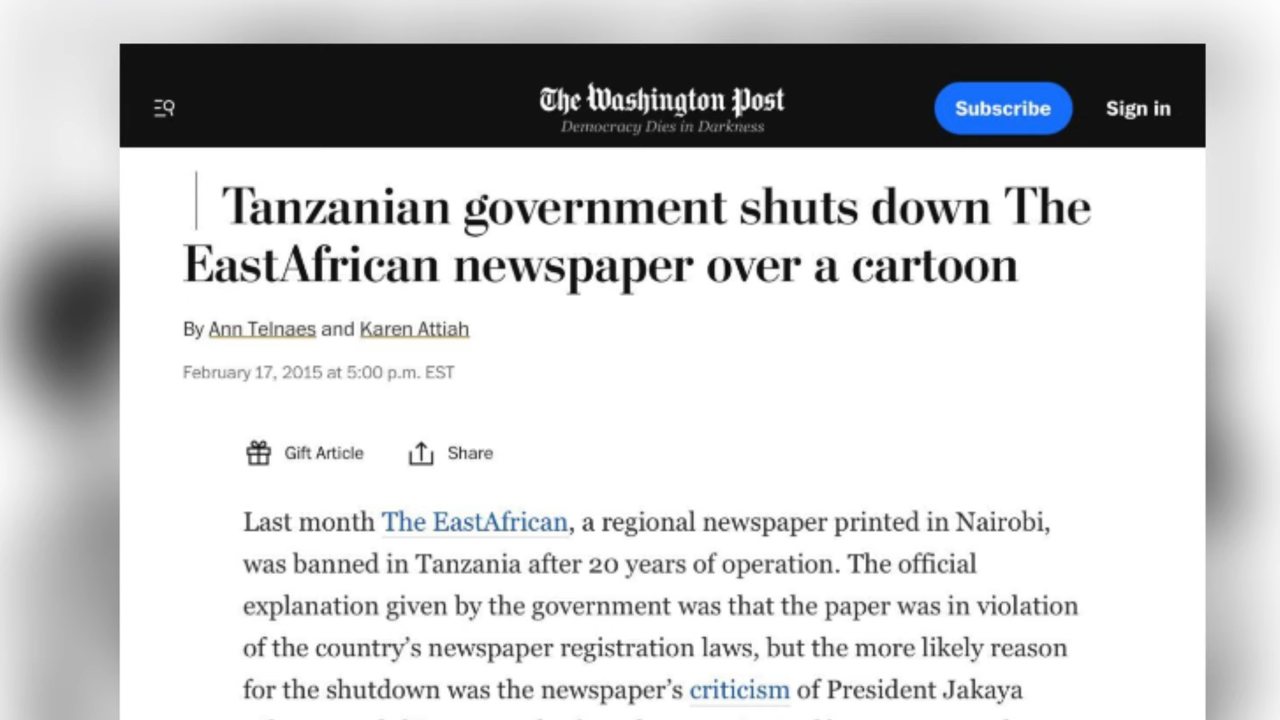 The Washington Post
Democracy Dies in Darkness
Subscribe
Sign in
Tanzanian government shuts down The
EastAfrican newspaper over a cartoon
By Ann Telnaes and Karen Attiah
February 17, 2015 at 5:00 p.m. EST
Gift Article
Share
Last month The EastAfrican, a regional newspaper printed in Nairobi,
was banned in Tanzania after 20 years of operation. The official
explanation given by the government was that the paper was in violation
of the country’s newspaper registration laws, but the more likely reason
for the shutdown was the newspaper’s criticism of President Jakaya